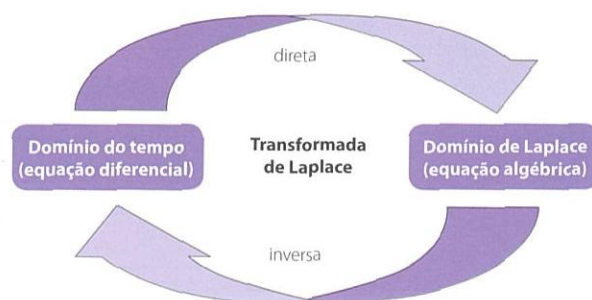 direta
Domínio do tempo
(equação diferencial)
Transformada
de Laplace
Domínio de Laplace
(equação algébrica)
inversa